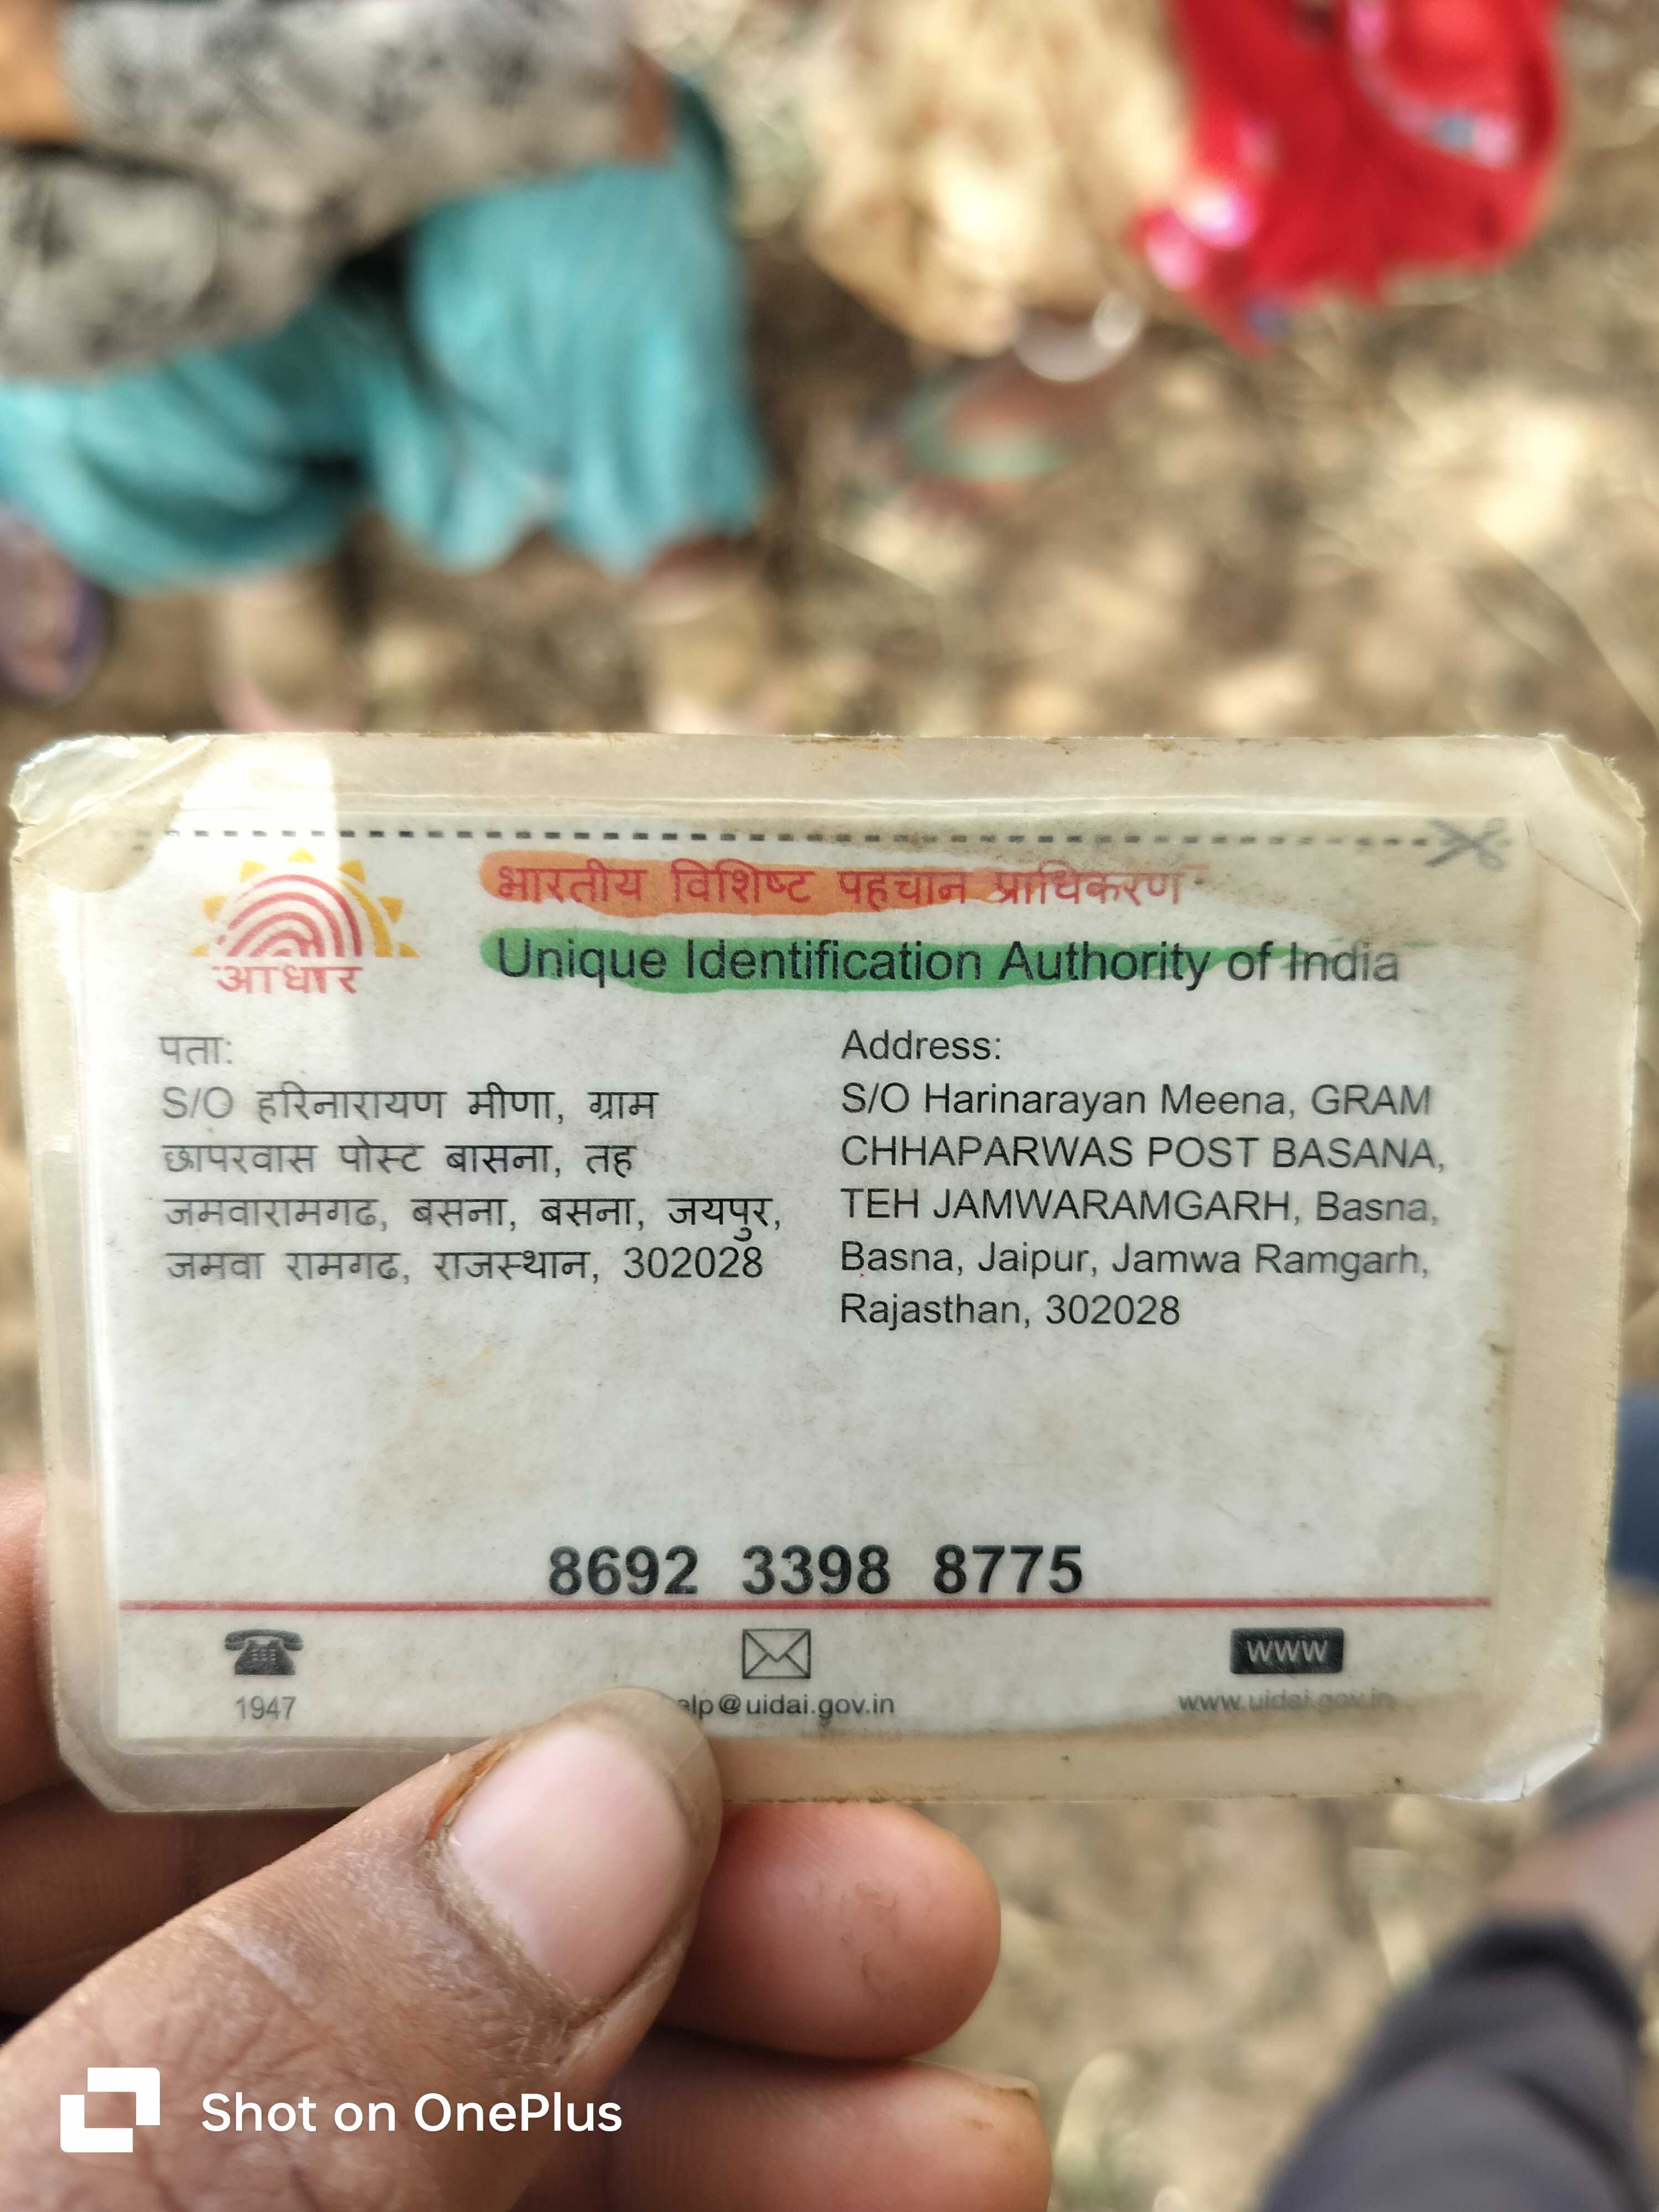 भारतीय विशिष्ट पहचान प्राधिकरण
Unique Identification Authority of India
आधार
पता:
S/O हरिनारायण मीणा, ग्राम
छापरवास पोस्ट बासना, तह
जमवारामगढ, बसना, बसना, जयपुर,
जमवा रामगढ, राजस्थान, 302028
Address:
S/O Harinarayan Meena, GRAM
CHHAPARWAS POST BASANA,
TEH JAMWARAMGARH, Basna,
Basna, Jaipur, Jamwa Ramgarh,
Rajasthan, 302028
8692 3398 8775
WWW
1947
elp@uidai.gov.in
www.uidai.gov.in
Shot on OnePlus